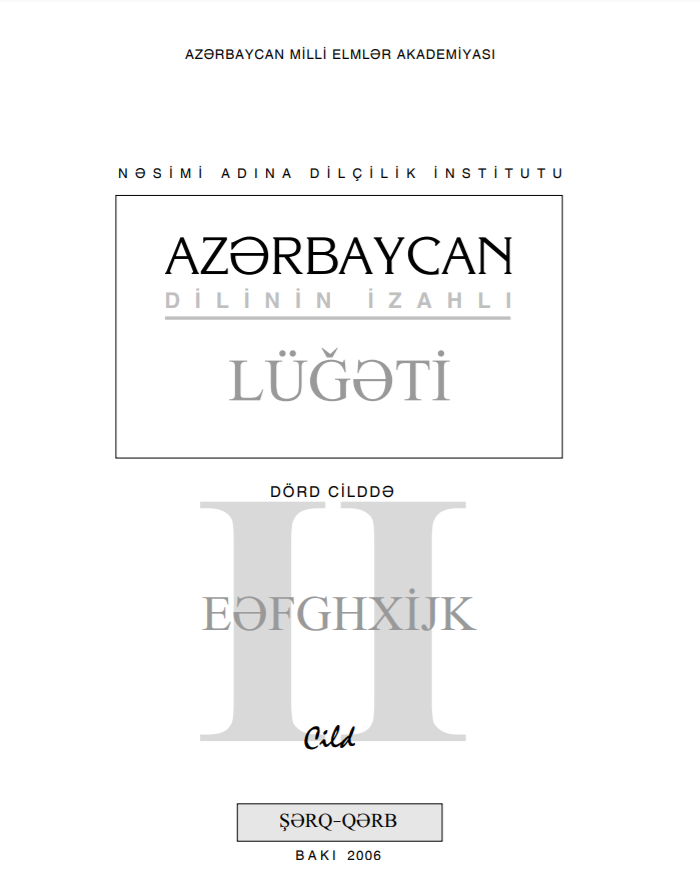 AZƏRBAYCAN MİLLİ ELMLƏR AKADEMİYASI
NƏSİMİ ADINA DİLÇİLİK İNSTİTUTU
AZƏRBAYCAN
DİLİNİN İZAHLI
LÜĞƏTİ
DÖRD CİLDDƏ
II
EƏFGHXİJK
Cild
ŞƏRQ-QƏRB
BAKI 2006